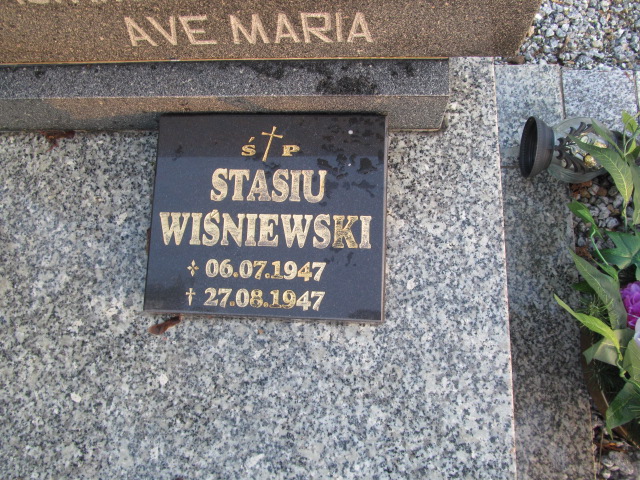 AVE MARIA
Ś P
STASIU
WIŚNIEWSKI
06.07.1947
† 27.08.1947